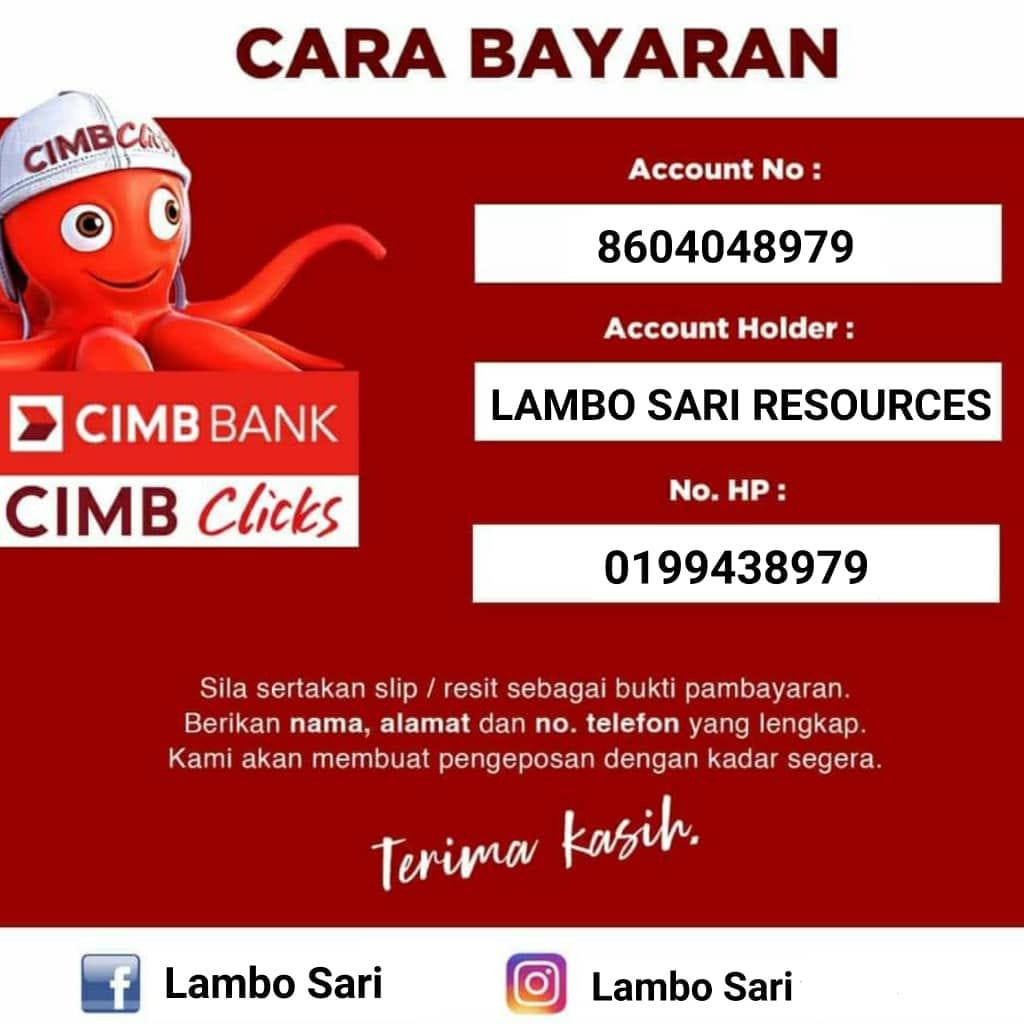 CARA BAYARAN
CIMBClicks
Account No :
8604048979
Account Holder :
LAMBO SARI RESOURCES
CIMB BANK
CIMB Clicks
No. HP :
0199438979
Sila sertakan slip / resit sebagai bukti pambayaran.
Berikan nama, alamat dan no. telefon yang lengkap.
Kami akan membuat pengeposan dengan kadar segera.
Terima kasih.
f Lambo Sari
Lambo Sari